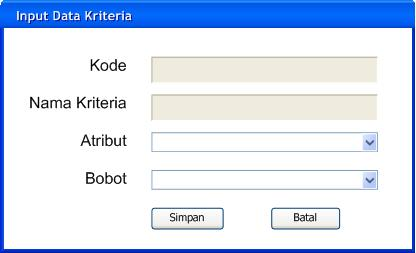 Input Data Kriteria
Kode
Nama Kriteria
Atribut
Bobot
Simpan Batal